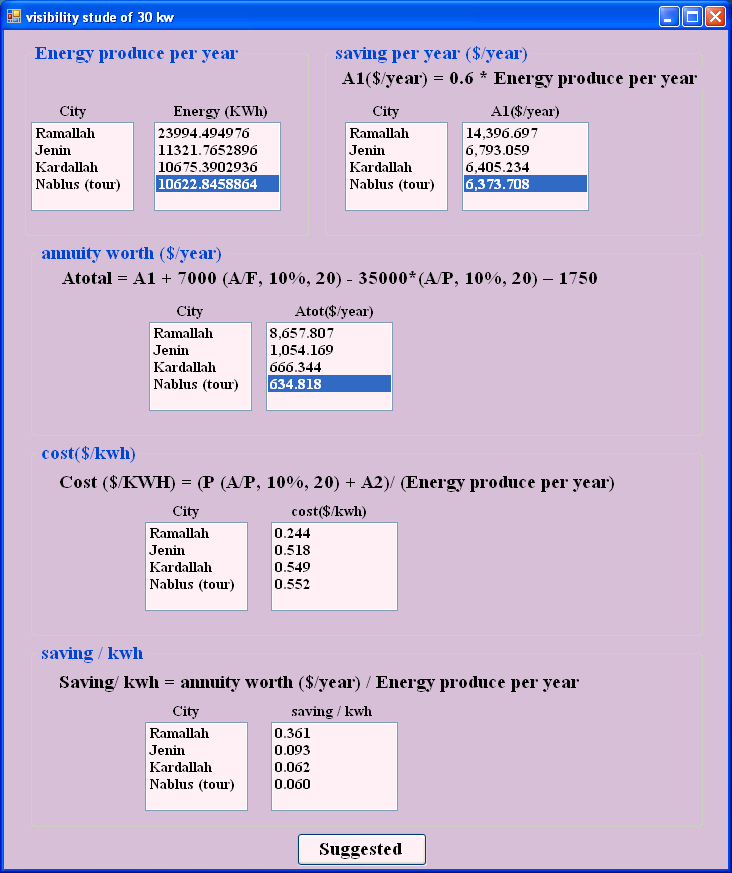 visibility stude of 30 kw
Energy produce per year
City Energy (KWh)
Ramallah 23994.494976
Jenin 11321.7652896
Kardallah 10675.3902936
Nablus (tour) 10622.8458864
saving per year ($/year)
A1($/year) = 0.6 * Energy produce per year
City A1($/year)
Ramallah 14,396.697
Jenin 6,793.059
Kardallah 6,405.234
Nablus (tour) 6,373.708
annuity worth ($/year)
Atotal = A1 + 7000 (A/F, 10%, 20) - 35000*(A/P, 10%, 20) – 1750
City Atot($/year)
Ramallah 8,657.807
Jenin 1,054.169
Kardallah 666.344
Nablus (tour) 634.818
cost($/kwh)
Cost ($/KWH) = (P (A/P, 10%, 20) + A2)/ (Energy produce per year)
City cost($/kwh)
Ramallah 0.244
Jenin 0.518
Kardallah 0.549
Nablus (tour) 0.552
saving / kwh
Saving/ kwh = annuity worth ($/year) / Energy produce per year
City saving / kwh
Ramallah 0.361
Jenin 0.093
Kardallah 0.062
Nablus (tour) 0.060
Suggested